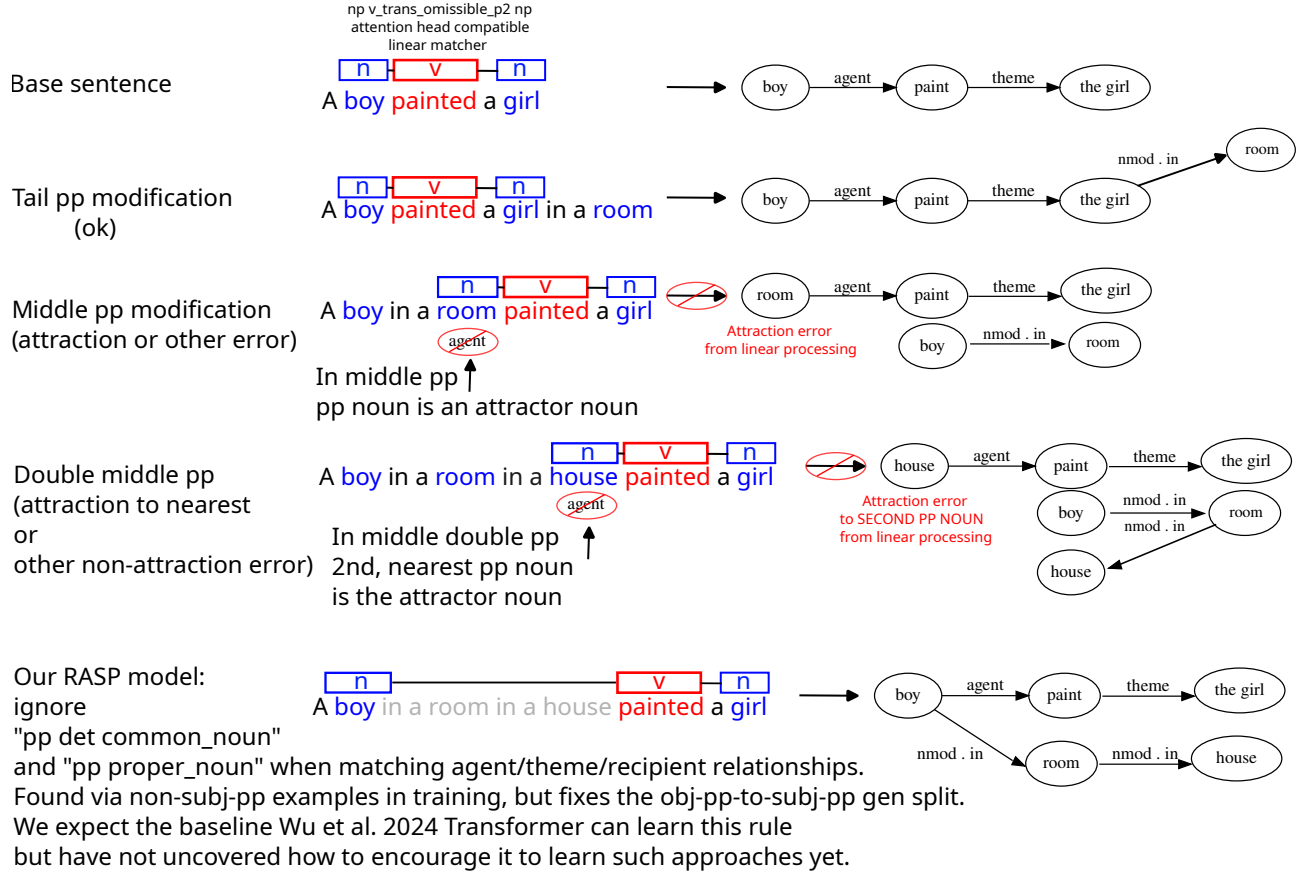 np v_trans_omissible_p2 np
attention head compatible
linear matcher
Base sentence
n v n
A boy painted a girl
boy agent paint theme the girl
Tail pp modification
(ok)
n v n
A boy painted a girl in a room
boy agent paint theme the girl nmod . in room
Middle pp modification
(attraction or other error)
n v n
A boy in a room painted a girl
agent
In middle pp
pp noun is an attractor noun
room agent paint theme the girl
Attraction error
from linear processing
boy nmod . in room
Double middle pp
(attraction to nearest
or
other non-attraction error)
n v n
A boy in a room in a house painted a girl
agent
In middle double pp
2nd, nearest pp noun
is the attractor noun
house agent paint theme the girl
Attraction error
to SECOND PP NOUN
from linear processing
boy nmod . in room
nmod . in
house
Our RASP model:
ignore
"pp det common_noun"
and "pp proper_noun" when matching agent/theme/recipient relationships.
Found via non-subj-pp examples in training, but fixes the obj-pp-to-subj-pp gen split.
We expect the baseline Wu et al. 2024 Transformer can learn this rule
but have not uncovered how to encourage it to learn such approaches yet.
n v n
A boy in a room in a house painted a girl
boy agent paint theme the girl
nmod . in room nmod . in house